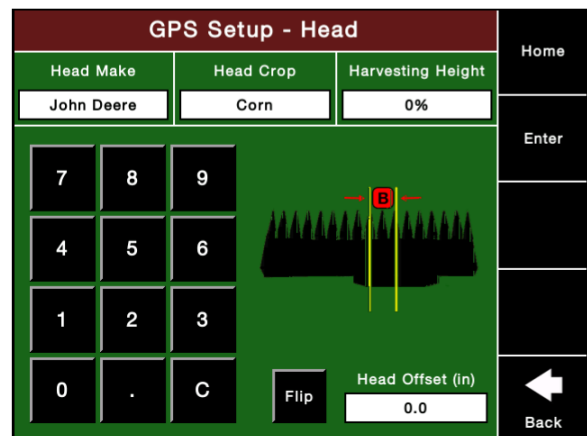 GPS Setup - Head
Home
Head Make
Head Crop
Harvesting Height
John Deere
Corn
0%
Enter
7
8
9
B
4
5
6
1
2
3
0
.
C
Flip
Head Offset (in)
0.0
Back